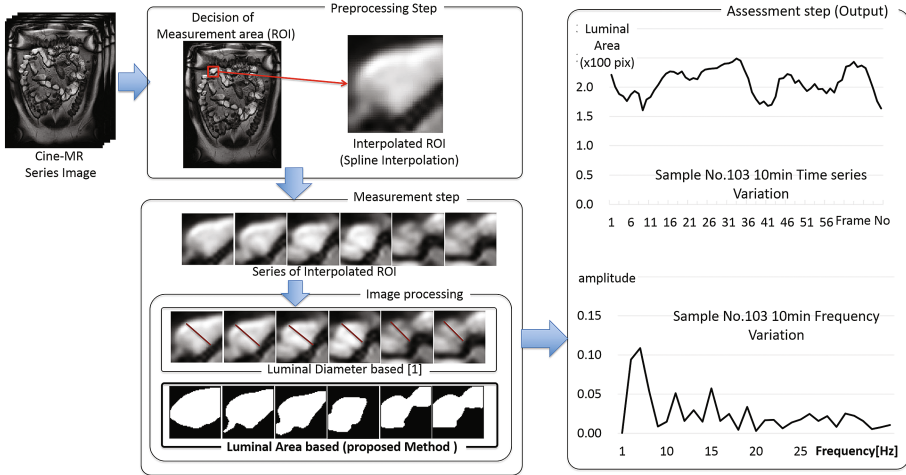 Preprocessing Step
Decision of
Measurement area (ROI)
Interpolated ROI
(Spline Interpolation)
Cine-MR
Series Image
Measurement step
Series of Interpolated ROI
Image processing
Luminal Diameter based [1]
Luminal Area based (proposed Method )
Assessment step (Output)
Luminal
Area
(x100 pix)
2.0
1.5
1.0
0.5
0.0
Sample No.103 10min Time series
Variation
1 6 11 16 21 26 31 36 41 46 51 56 Frame No
amplitude
0.15
0.10
0.05
0.00
Sample No.103 10min Frequency
Variation
1 5 10 15 20 25 Frequency[Hz]